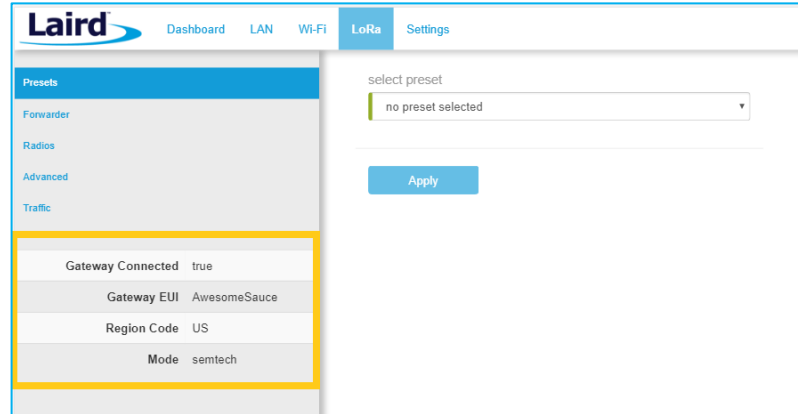 Laird
Dashboard LAN Wi-Fi LoRa Settings
Presets
Forwarder
Radios
Advanced
Traffic
Gateway Connected true
Gateway EUI AwesomeSauce
Region Code US
Mode semtech
select preset
no preset selected
Apply